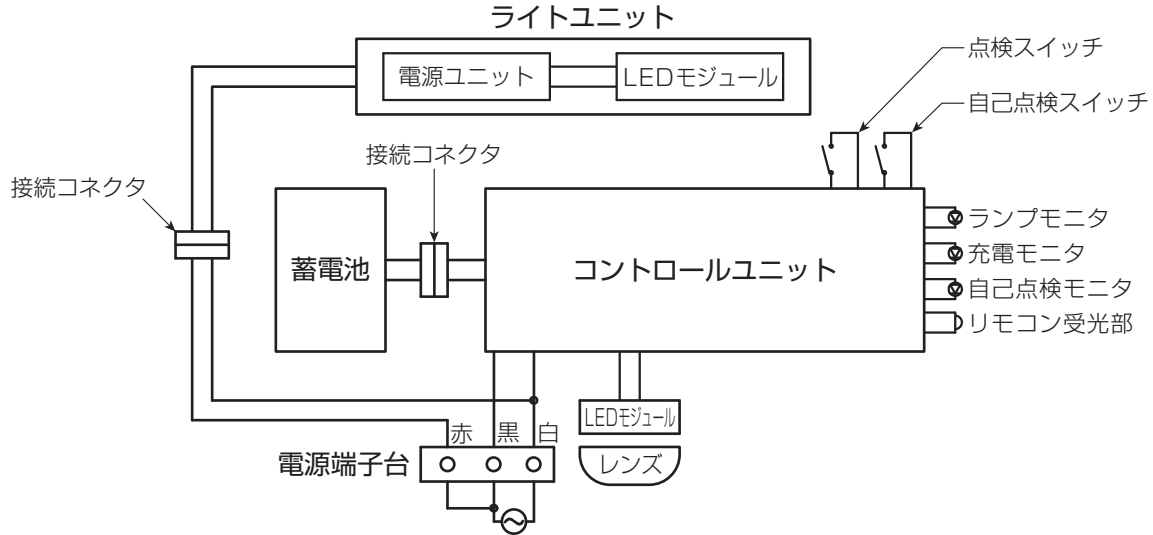 ライトユニット
電源ユニット
LEDモジュール
点検スイッチ
自己点検スイッチ
接続コネクタ
接続コネクタ
蓄電池
コントロールユニット
ランプモニタ
充電モニタ
自己点検モニタ
リモコン受光部
LEDモジュール
赤 黒 白
電源端子台
レンズ